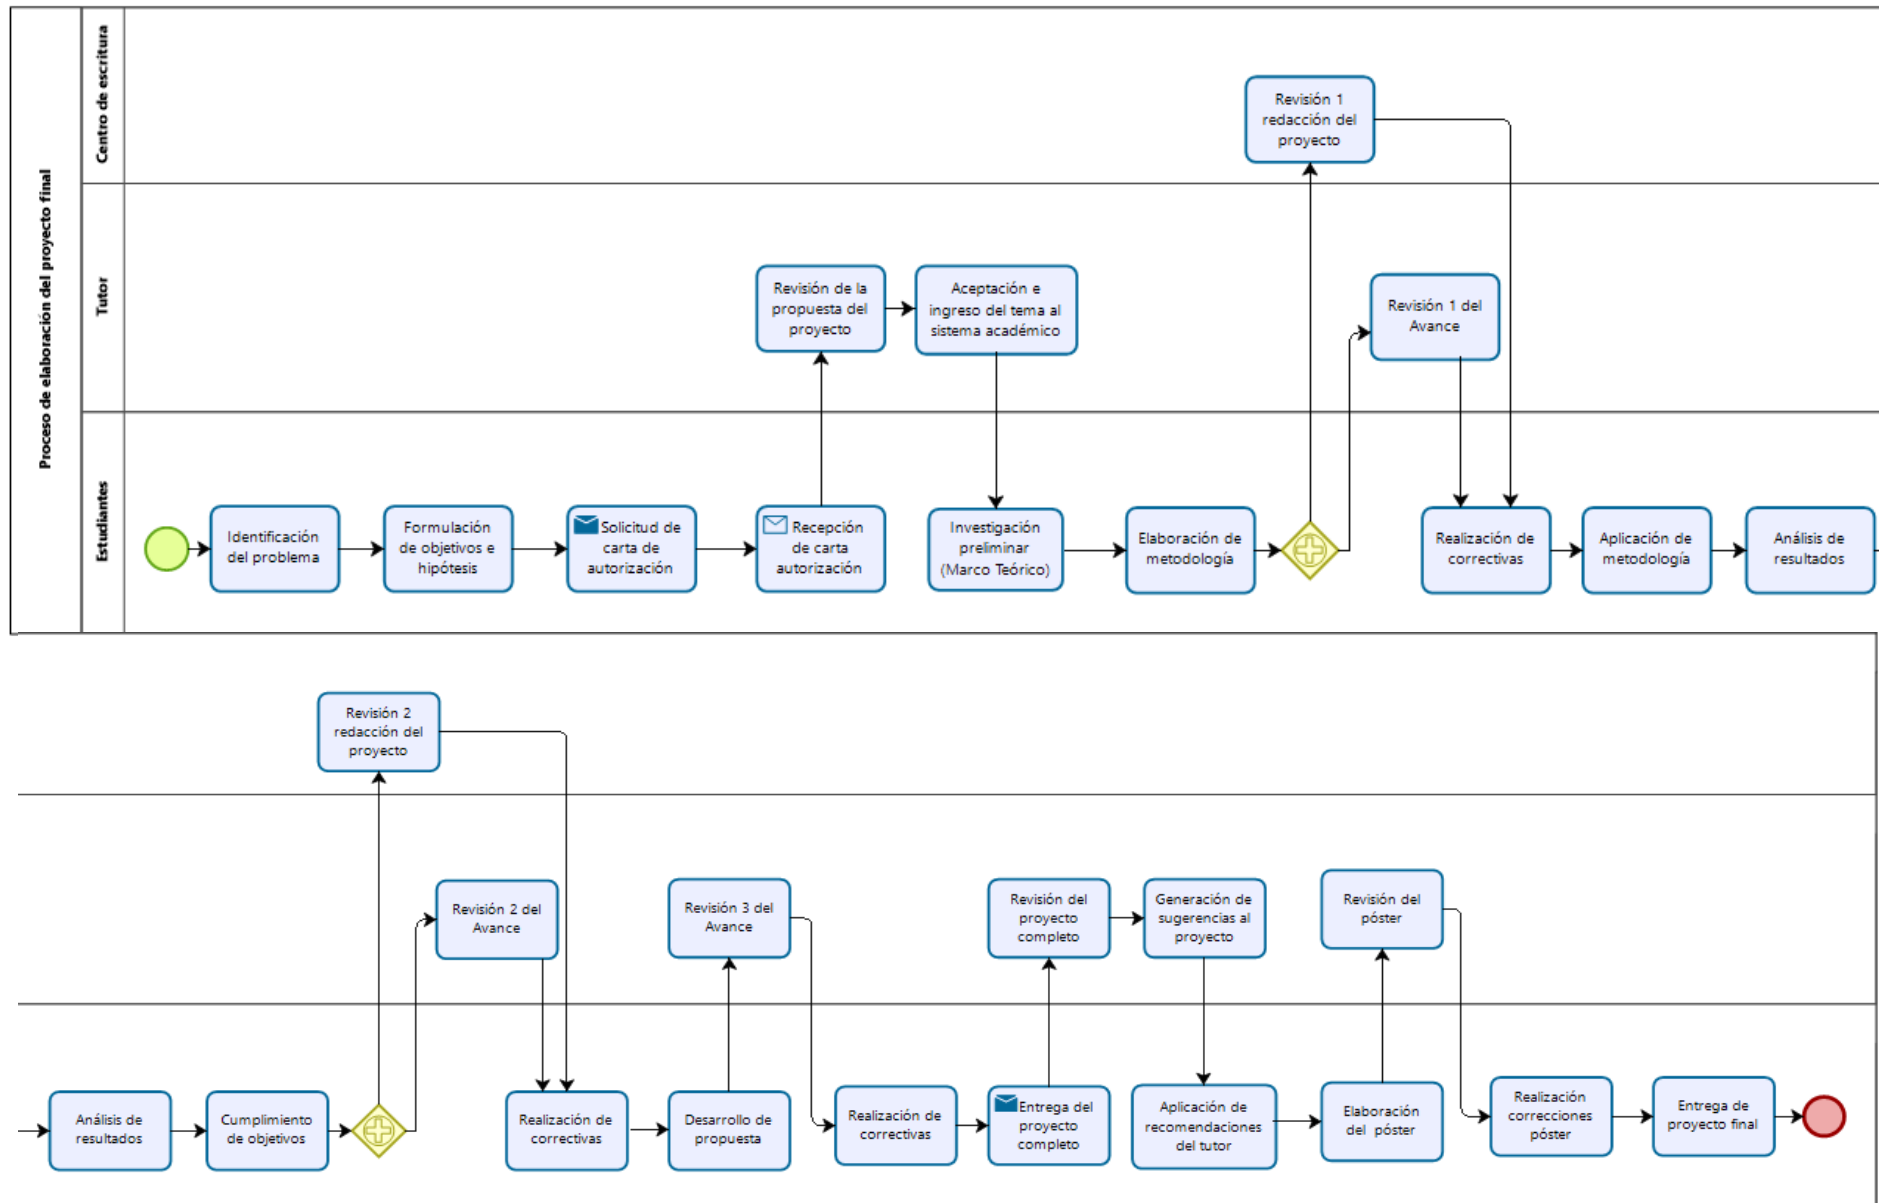 Proceso de elaboración del proyecto final
Centro de escritura
Tutor
Estudiantes
Revisión 1
redacción del
proyecto
Revisión de la
propuesta del
proyecto
Aceptación e
ingreso del tema al
sistema académico
Revisión 1 del
Avance
Identificación
del problema
Formulación
de objetivos e
hipótesis
Solicitud de
carta de
autorización
Recepción
de carta
autorización
Investigación
preliminar
(Marco Teórico)
Elaboración de
metodología
Realización de
correctivas
Aplicación de
metodología
Análisis de
resultados
Revisión 2
redacción del
proyecto
Revisión 2 del
Avance
Revisión 3 del
Avance
Revisión del
proyecto
completo
Generación de
sugerencias al
proyecto
Revisión del
póster
Análisis de
resultados
Cumplimiento
de objetivos
Realización de
correctivas
Desarrollo de
propuesta
Realización de
correctivas
Entrega del
proyecto
completo
Aplicación de
recomendaciones
del tutor
Elaboración
del póster
Realización
correcciones
póster
Entrega de
proyecto final